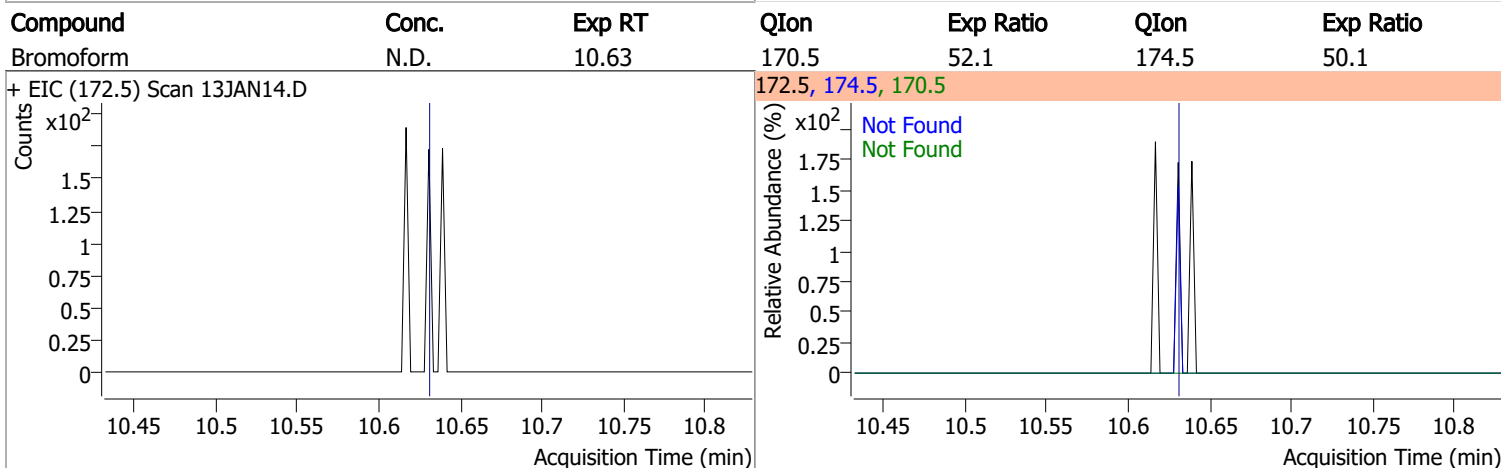 Compound Conc. Exp RT QIon Exp Ratio QIon Exp Ratio
Bromoform N.D. 10.63 170.5 52.1 174.5 50.1
+ EIC (172.5) Scan 13JAN14.D
Counts
x10²
1.5
1.25
1
0.75
0.5
0.25
0
10.45 10.5 10.55 10.6 10.65 10.7 10.75 10.8
Acquisition Time (min)
172.5, 174.5, 170.5
Relative Abundance (%)
x10²
Not Found
Not Found
1.75
1.5
1.25
1
0.75
0.5
0.25
0
10.45 10.5 10.55 10.6 10.65 10.7 10.75 10.8
Acquisition Time (min)